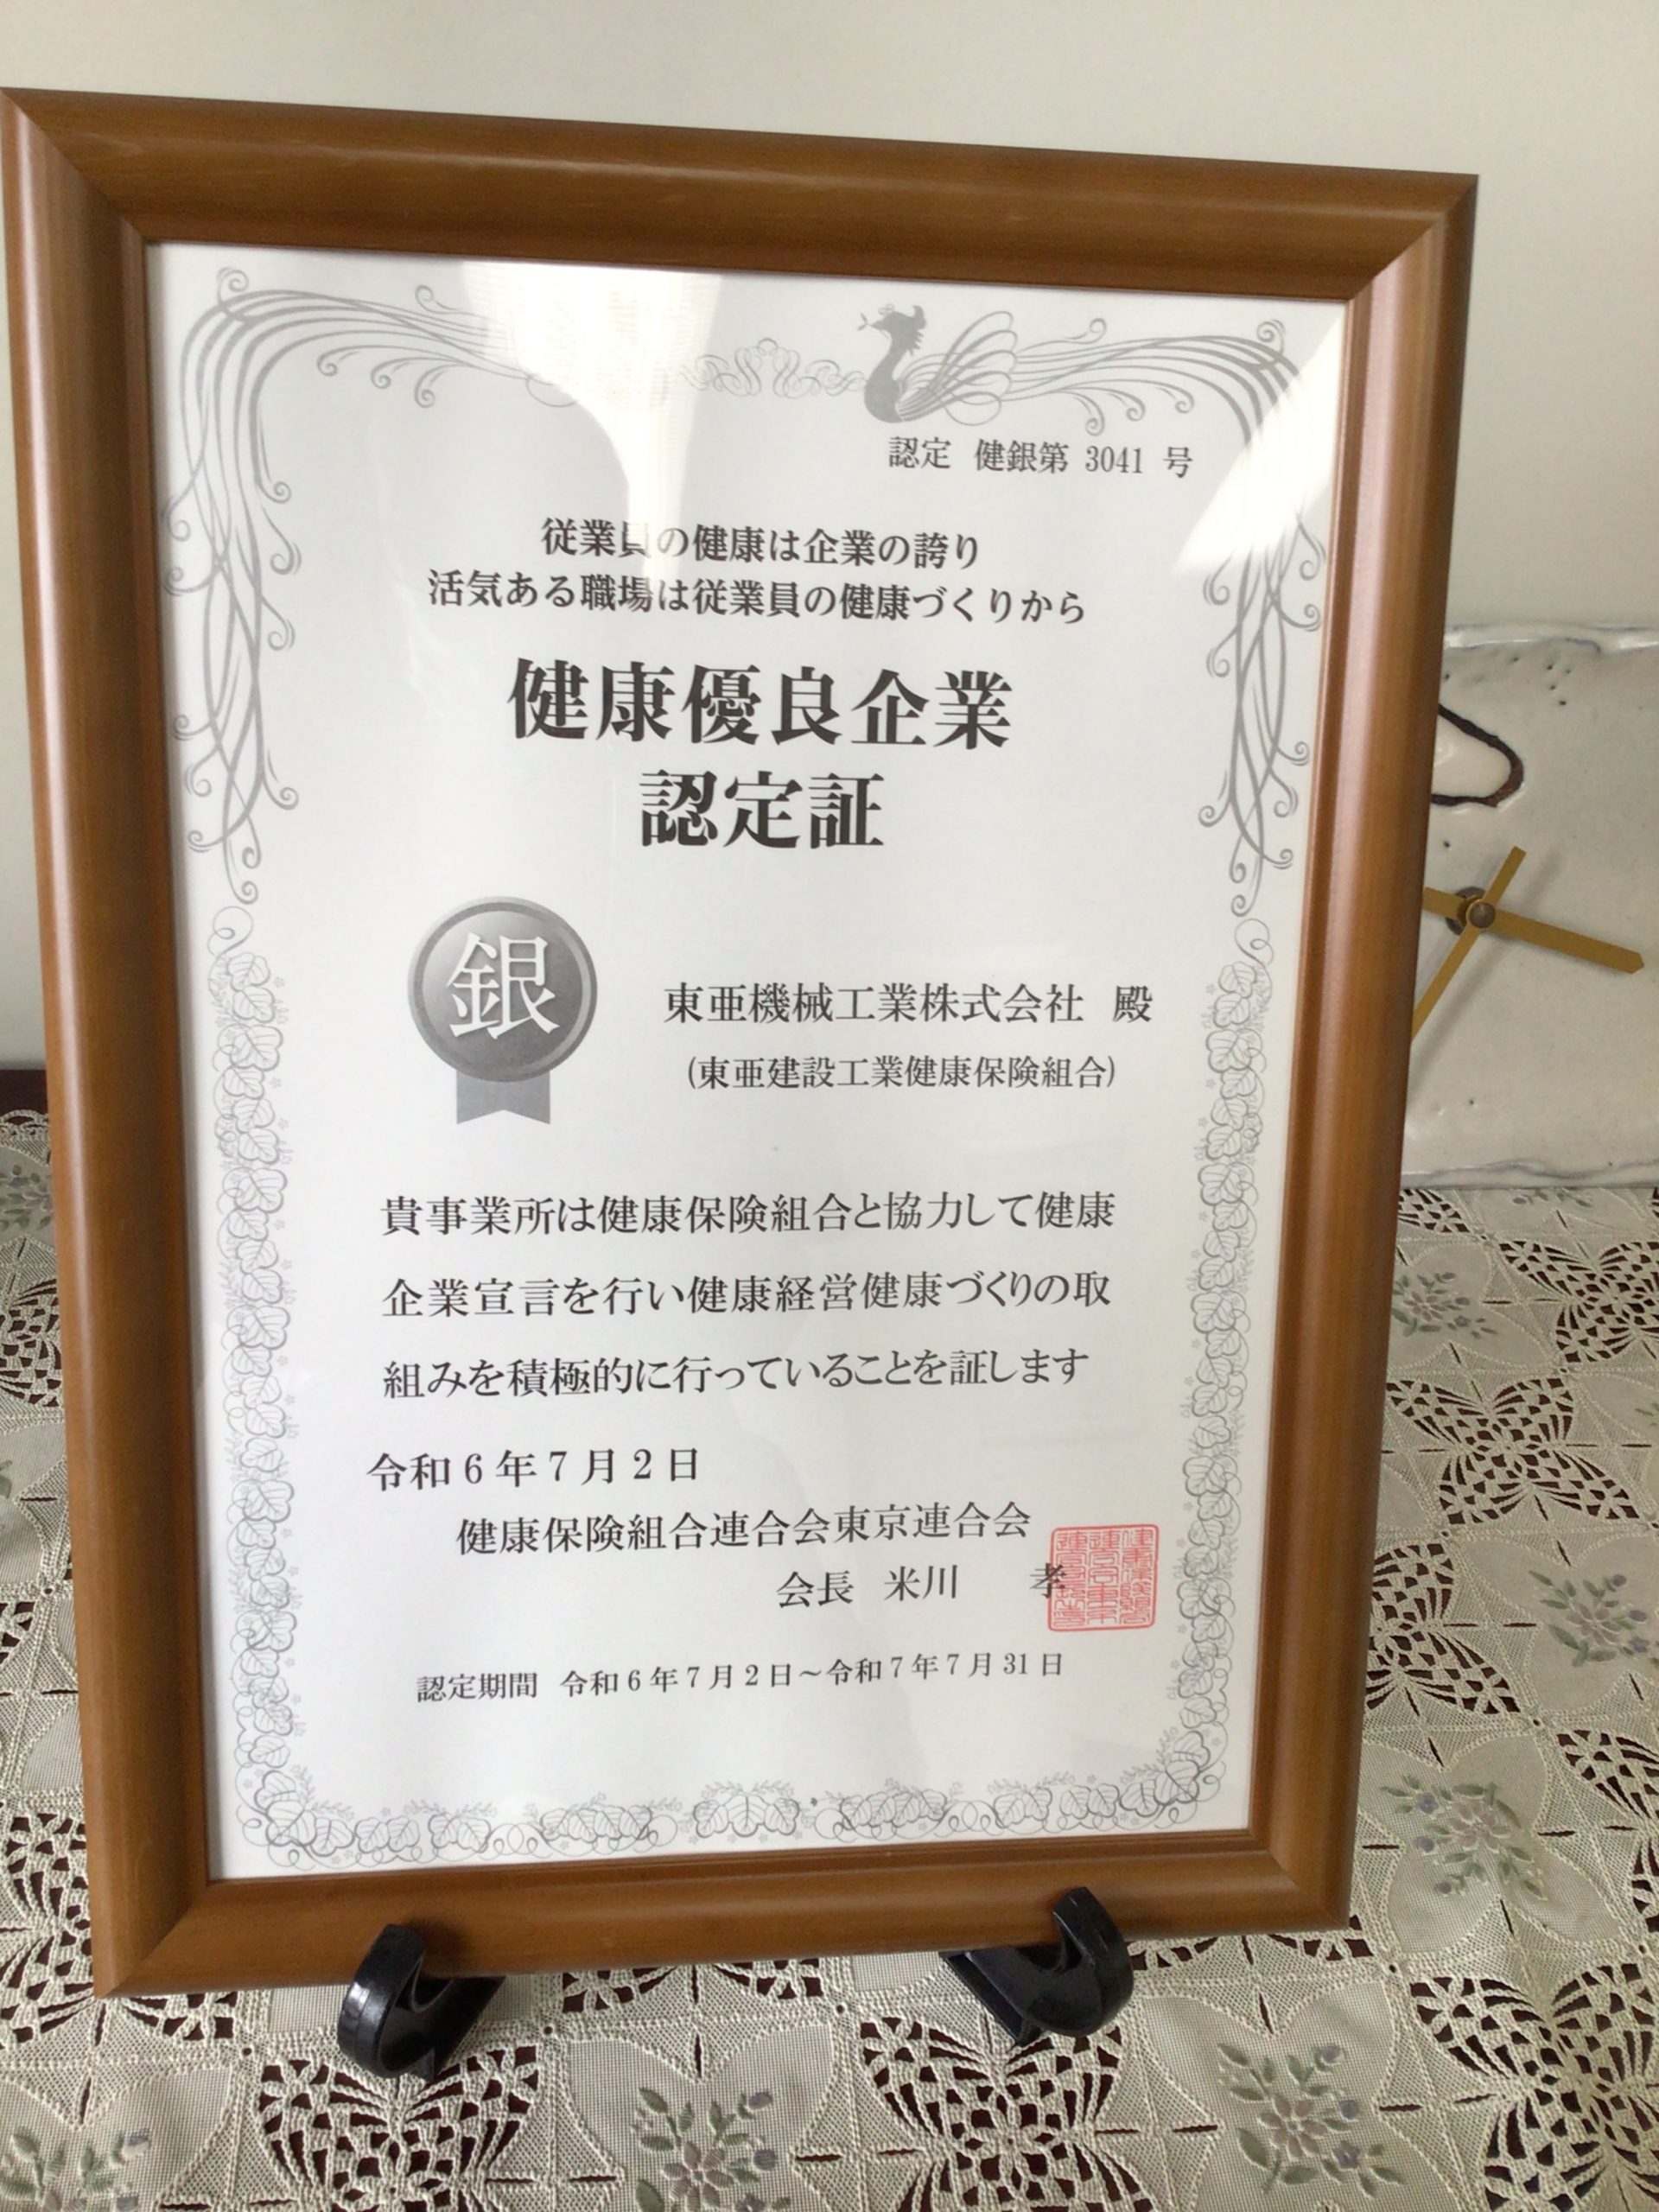 認定 健銀第 3041 号
従業員の健康は企業の誇り
活気ある職場は従業員の健康づくりから
健康優良企業
認定証
銀
東亜機械工業株式会社 殿
(東亜建設工業健康保険組合)
貴事業所は健康保険組合と協力して健康
企業宣言を行い健康経営健康づくりの取
組みを積極的に行っていることを証します
令和6年7月2日
健康保険組合連合会東京連合会
会長 米川 孝
認定期間 令和6年7月2日～令和7年7月31日